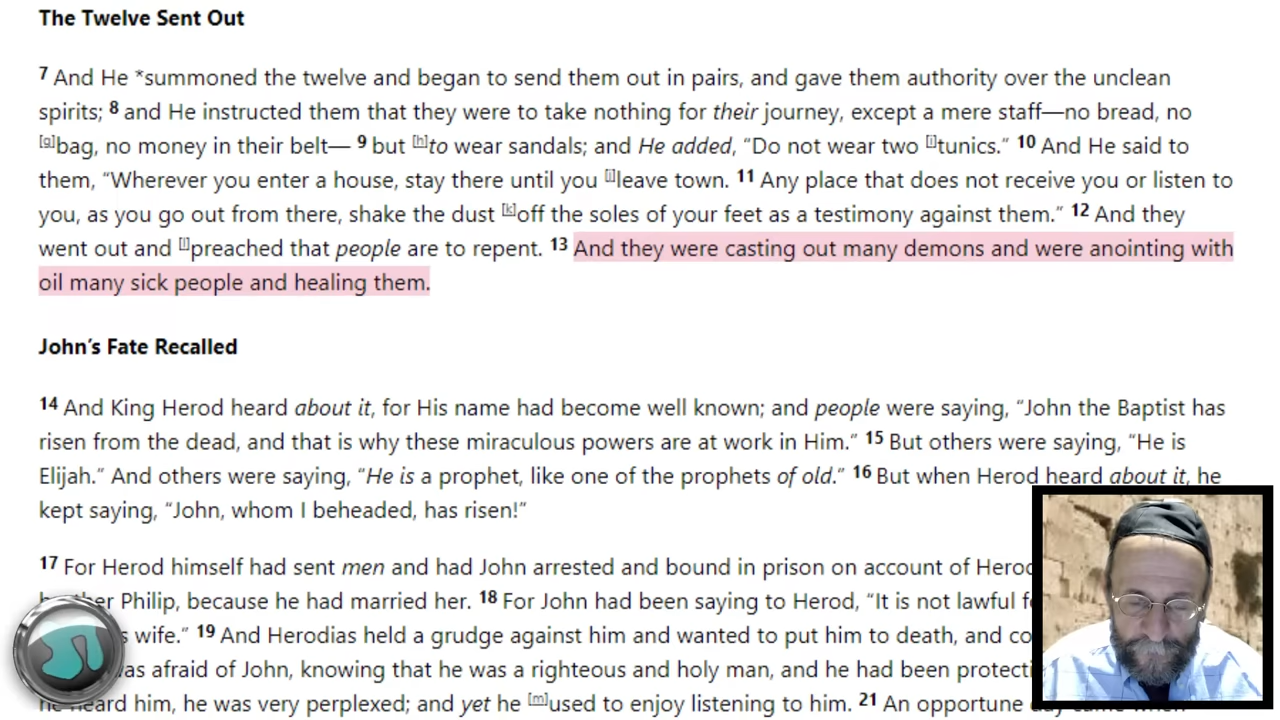 The Twelve Sent Out
7 And He *summoned the twelve and began to send them out in pairs, and gave them authority over the unclean
spirits; 8 and He instructed them that they were to take nothing for their journey, except a mere staff—no bread, no
[g]bag, no money in their belt— 9 but [h]to wear sandals; and He added, “Do not wear two [i]tunics.” 10 And He said to
them, “Wherever you enter a house, stay there until you [j]leave town. 11 Any place that does not receive you or listen to
you, as you go out from there, shake the dust [k]off the soles of your feet as a testimony against them.” 12 And they
went out and [l]preached that people are to repent. 13 And they were casting out many demons and were anointing with
oil many sick people and healing them.
John’s Fate Recalled
14 And King Herod heard about it, for His name had become well known; and people were saying, “John the Baptist has
risen from the dead, and that is why these miraculous powers are at work in Him.” 15 But others were saying, “He is
Elijah.” And others were saying, “He is a prophet, like one of the prophets of old.” 16 But when Herod heard about it, he
kept saying, “John, whom I beheaded, has risen!”
17 For Herod himself had sent men and had John arrested and bound in prison on account of
Philip, because he had married her. 18 For John had been saying to Herod, “It is not lawful
wife.” 19 And Herodias held a grudge against him and wanted to put him to death, and
afraid of John, knowing that he was a righteous and holy man, and he had been
heard him, he was very perplexed; and yet he [m]used to enjoy listening to him. 21 An opportune